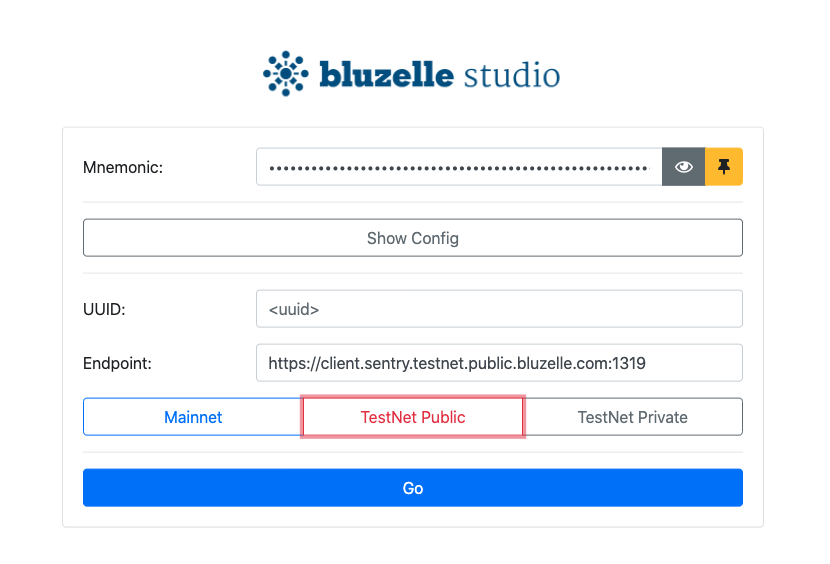 bluzelle studio
Mnemonic: ••••••••••••••••••••••••••••••••••••••••••••••••••••••
Show Config
UUID: <uuid>
Endpoint: https://client.sentry.testnet.public.bluzelle.com:1319
Mainnet TestNet Public TestNet Private
Go